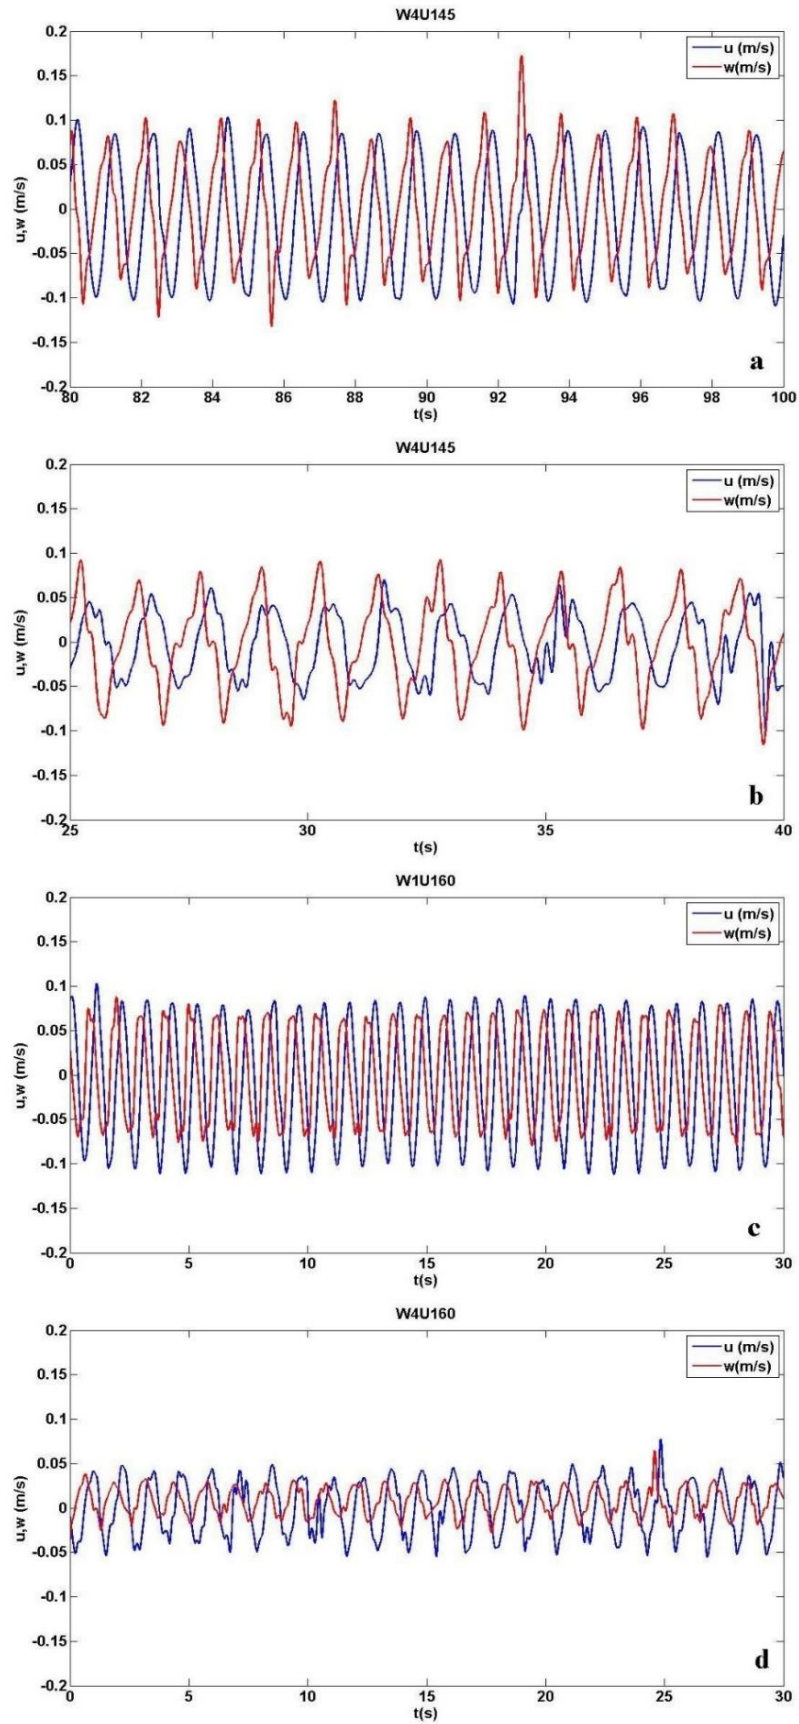 W4U145
0.2
0.15
0.1
0.05
0
-0.05
-0.1
-0.15
-0.2
u,w (m/s)
u (m/s)
w(m/s)
a
80 82 84 86 88 90 92 94 96 98 100
t(s)
W4U145
0.2
0.15
0.1
0.05
0
-0.05
-0.1
-0.15
-0.2
u,w (m/s)
u (m/s)
w(m/s)
b
25 30 35 40
t(s)
W1U160
0.2
0.15
0.1
0.05
0
-0.05
-0.1
-0.15
-0.2
u,w (m/s)
u (m/s)
w(m/s)
c
0 5 10 15 20 25 30
t(s)
W4U160
0.2
0.15
0.1
0.05
0
-0.05
-0.1
-0.15
-0.2
u,w (m/s)
u (m/s)
w(m/s)
d
0 5 10 15 20 25 30
t(s)